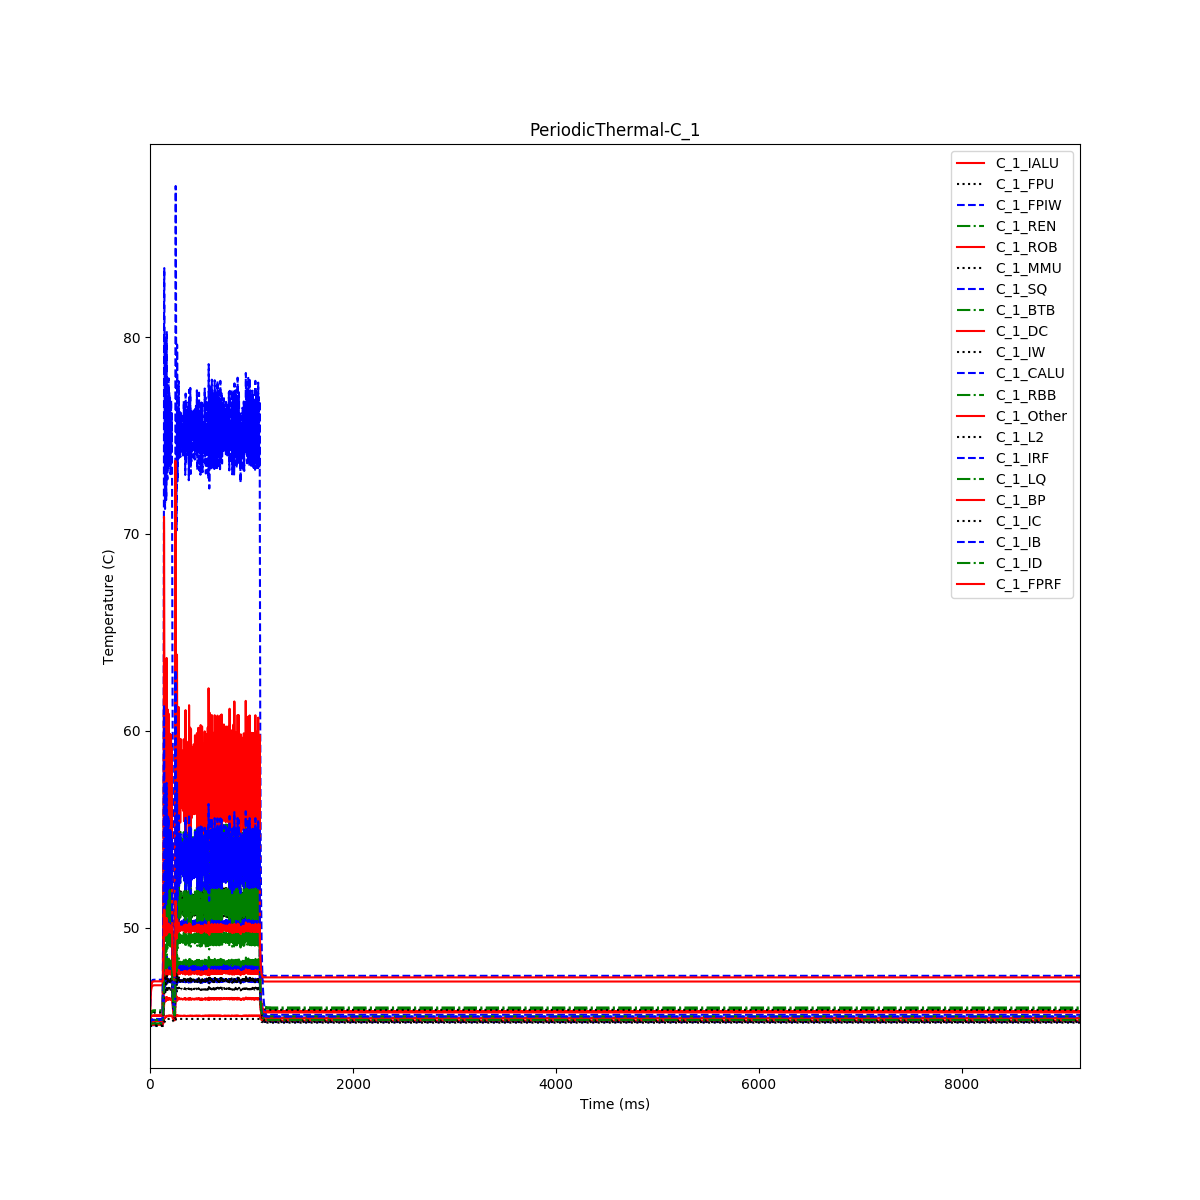 PeriodicThermal-C_1
C_1_IALU
C_1_FPU
C_1_FPIW
C_1_REN
C_1_ROB
C_1_MMU
C_1_SQ
C_1_BTB
C_1_DC
C_1_IW
C_1_CALU
C_1_RBB
C_1_Other
C_1_L2
C_1_IRF
C_1_LQ
C_1_BP
C_1_IC
C_1_IB
C_1_ID
C_1_FPRF
80
70
60
50
Temperature (C)
0 2000 4000 6000 8000
Time (ms)